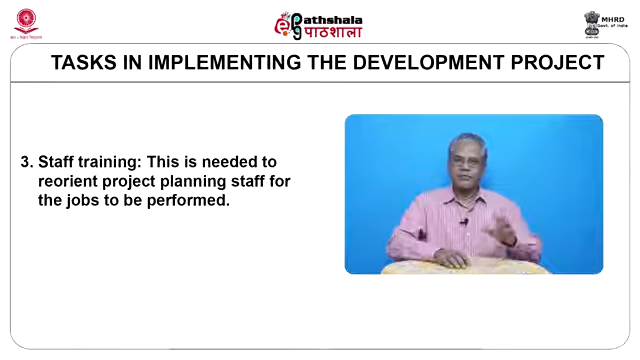 Pathshala
पाठशाला
MHRD
Govt. of India
TASKS IN IMPLEMENTING THE DEVELOPMENT PROJECT
3. Staff training: This is needed to
reorient project planning staff for
the jobs to be performed.